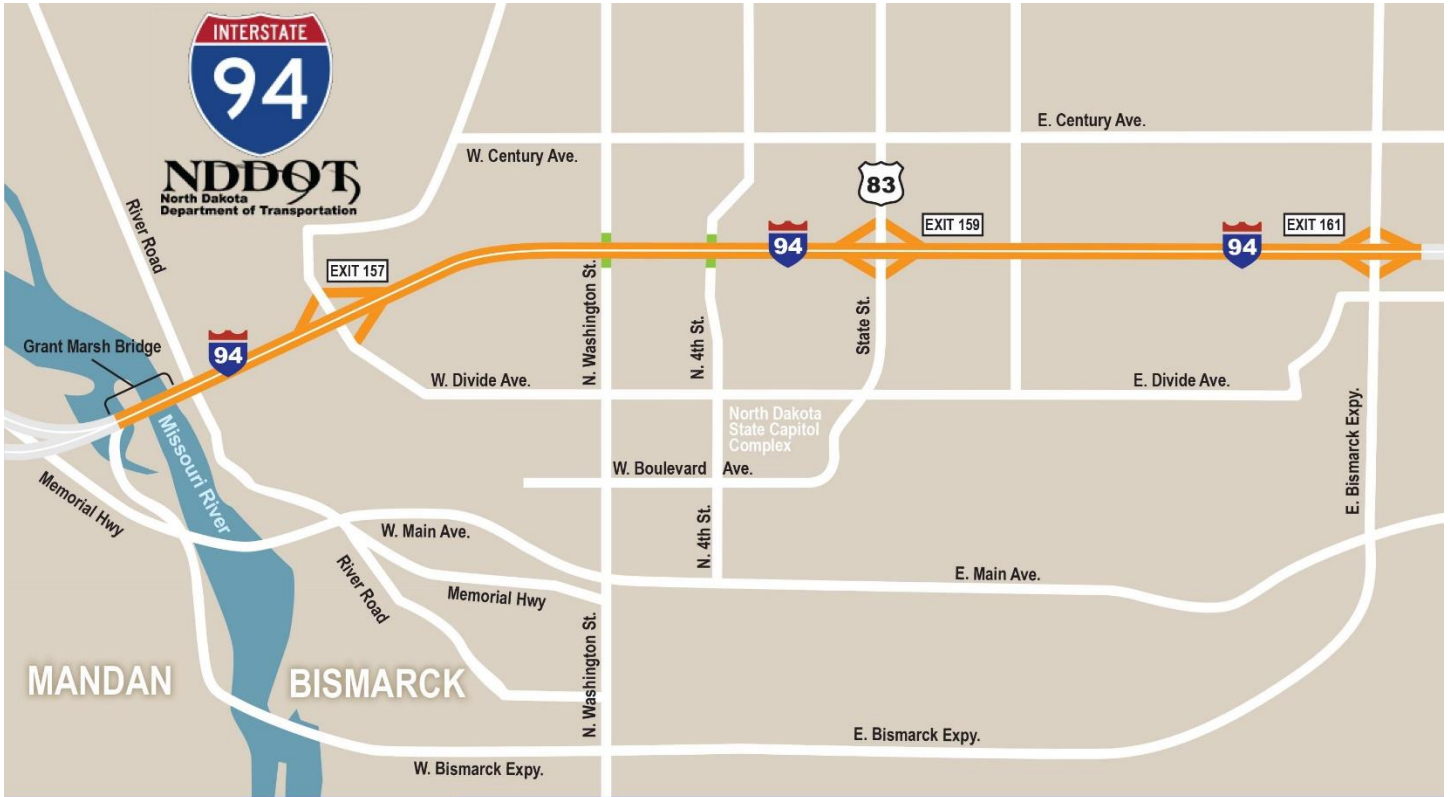 INTERSTATE
94
NDDOT
North Dakota
Department of Transportation
E. Century Ave.
W. Century Ave.
83
River Road
EXIT 159
EXIT 161
94
94
EXIT 157
N. Washington St.
N. 4th St.
State St.
Grant Marsh Bridge
94
W. Divide Ave.
E. Divide Ave.
North Dakota
State Capitol
Complex
E. Bismarck Expy.
Missouri River
W. Boulevard Ave.
Memorial Hwy
W. Main Ave.
N. 4th St.
E. Main Ave.
River Road
Memorial Hwy
N. Washington St.
MANDAN
BISMARCK
E. Bismarck Expy.
W. Bismarck Expy.